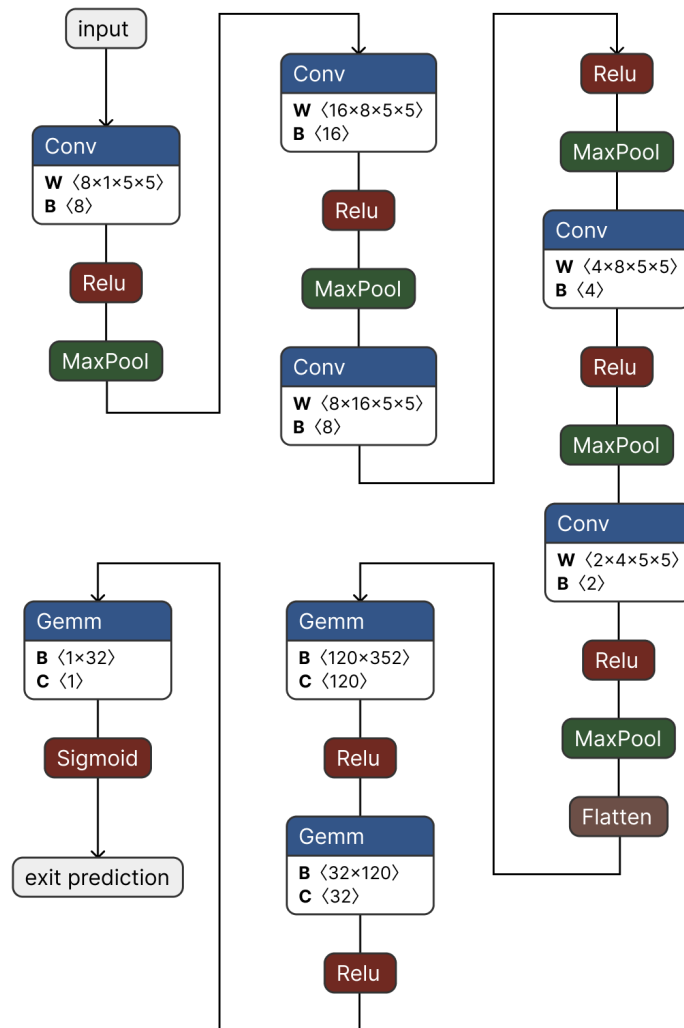 input
Conv
W ⟨8×1×5×5⟩
B ⟨8⟩
Relu
MaxPool
Conv
W ⟨16×8×5×5⟩
B ⟨16⟩
Relu
MaxPool
Conv
W ⟨8×16×5×5⟩
B ⟨8⟩
Relu
MaxPool
Conv
W ⟨4×8×5×5⟩
B ⟨4⟩
Relu
MaxPool
Conv
W ⟨2×4×5×5⟩
B ⟨2⟩
Relu
MaxPool
Flatten
Gemm
B ⟨120×352⟩
C ⟨120⟩
Relu
Gemm
B ⟨32×120⟩
C ⟨32⟩
Relu
Gemm
B ⟨1×32⟩
C ⟨1⟩
Sigmoid
exit prediction